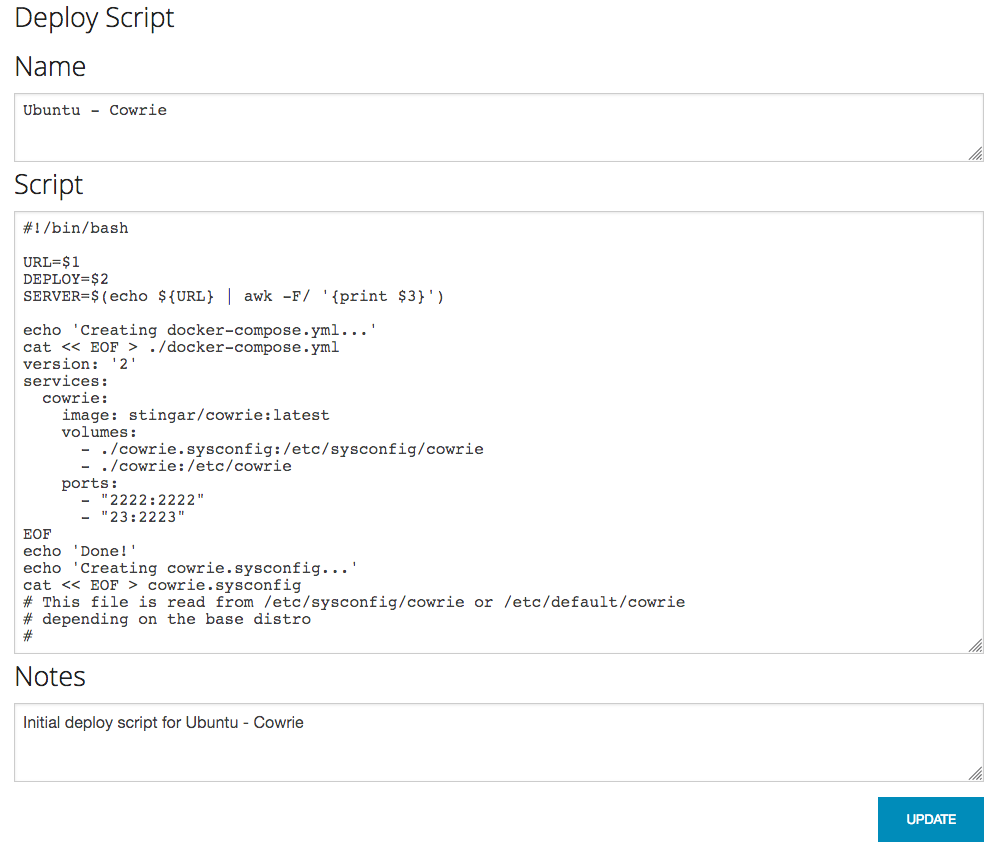 Deploy Script
Name
Ubuntu - Cowrie
Script
#!/bin/bash

URL=$1
DEPLOY=$2
SERVER=$(echo ${URL} | awk -F/ '{print $3}')

echo 'Creating docker-compose.yml...'
cat << EOF > ./docker-compose.yml
version: '2'
services:
  cowrie:
    image: stingar/cowrie:latest
    volumes:
      - ./cowrie.sysconfig:/etc/sysconfig/cowrie
      - ./cowrie:/etc/cowrie
    ports:
      - "2222:2222"
      - "23:2223"
EOF
echo 'Done!'
echo 'Creating cowrie.sysconfig...'
cat << EOF > cowrie.sysconfig
# This file is read from /etc/sysconfig/cowrie or /etc/default/cowrie
# depending on the base distro
#
Notes
Initial deploy script for Ubuntu - Cowrie
UPDATE